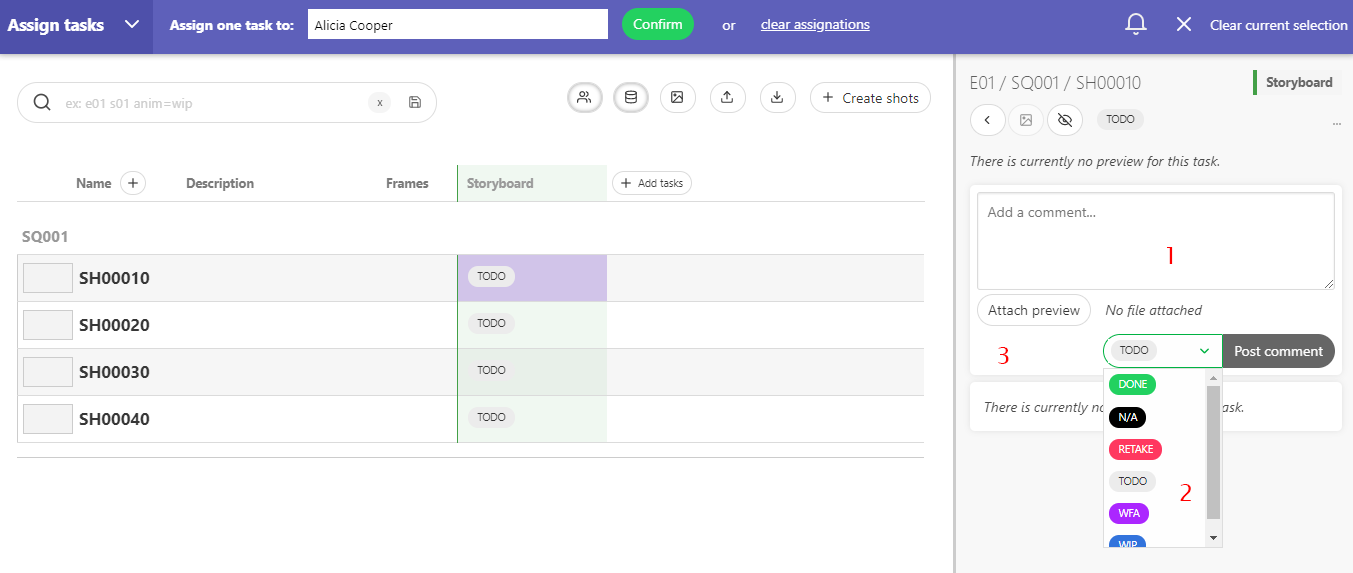 Assign tasks Assign one task to: Alicia Cooper Confirm or clear assignations Clear current selection
ex: e01 s01 anim=wip x Create shots
Name Description Frames Storyboard Add tasks
SQ001
SH00010 TODO
SH00020 TODO
SH00030 TODO
SH00040 TODO
E01 / SQ001 / SH00010 Storyboard
TODO ...
There is currently no preview for this task.
Add a comment...
1
Attach preview No file attached
3 TODO Post comment
DONE
There is currently no task.
N/A
RETAKE
TODO
2
WFA
WIP